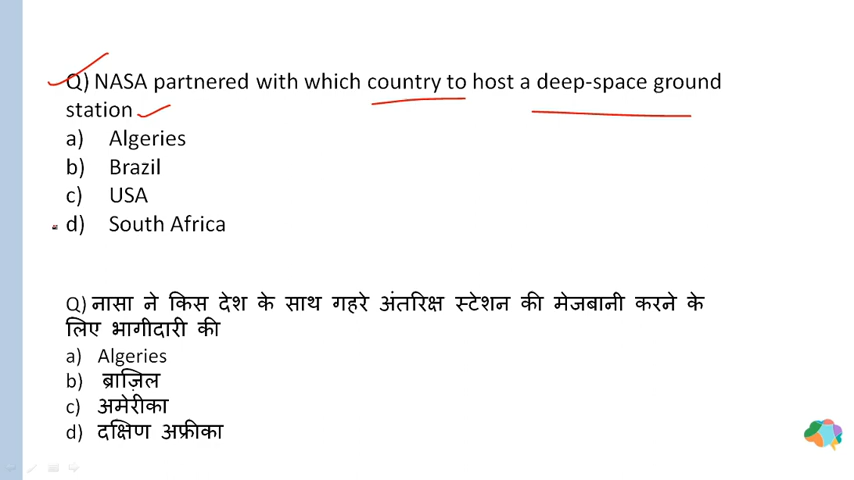 Q) NASA partnered with which country to host a deep-space ground
station
a) Algeries
b) Brazil
c) USA
d) South Africa
Q) नासा ने किस देश के साथ गहरे अंतरिक्ष स्टेशन की मेजबानी करने के
लिए भागीदारी की
a) Algeries
b) ब्राज़िल
c) अमेरीका
d) दक्षिण अफ्रीका